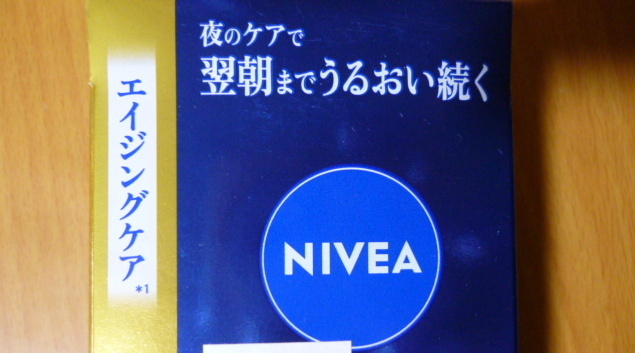 夜のケアで
翌朝までうるおい続く
エイジングケア
*1
NIVEA